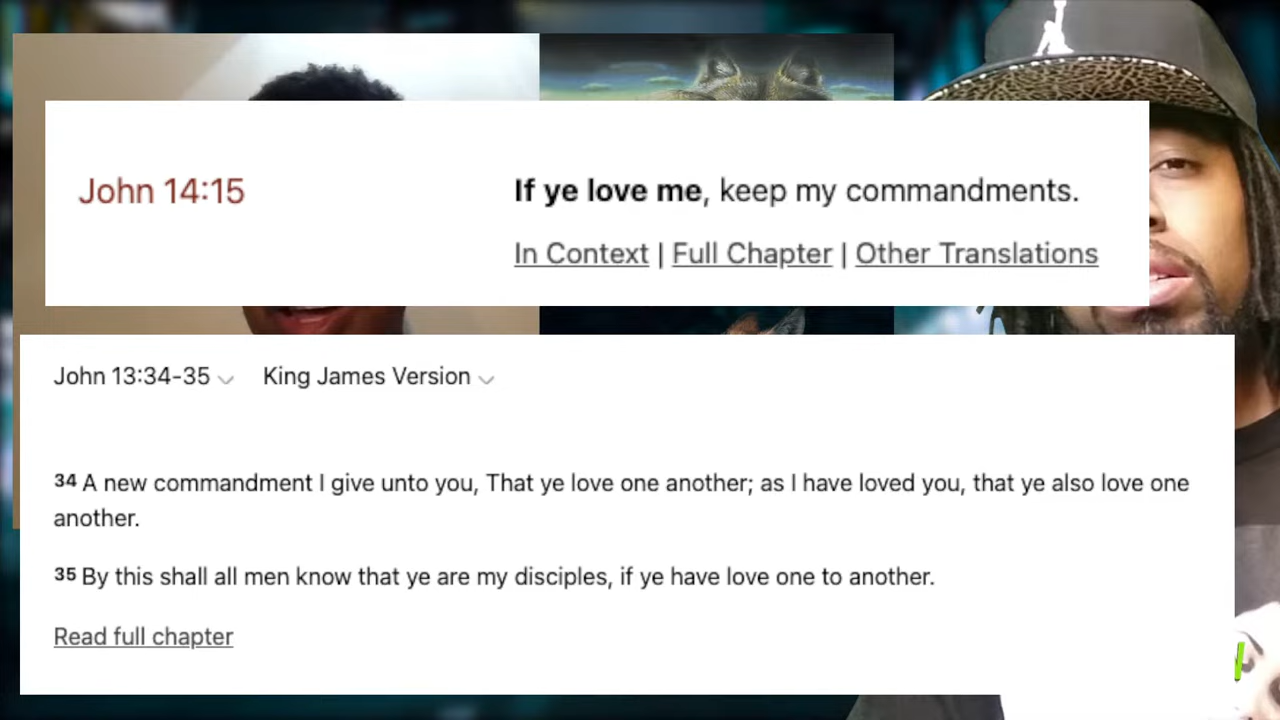 John 14:15
If ye love me, keep my commandments.
In Context | Full Chapter | Other Translations
John 13:34-35 King James Version
34 A new commandment I give unto you, That ye love one another; as I have loved you, that ye also love one
another.
35 By this shall all men know that ye are my disciples, if ye have love one to another.
Read full chapter